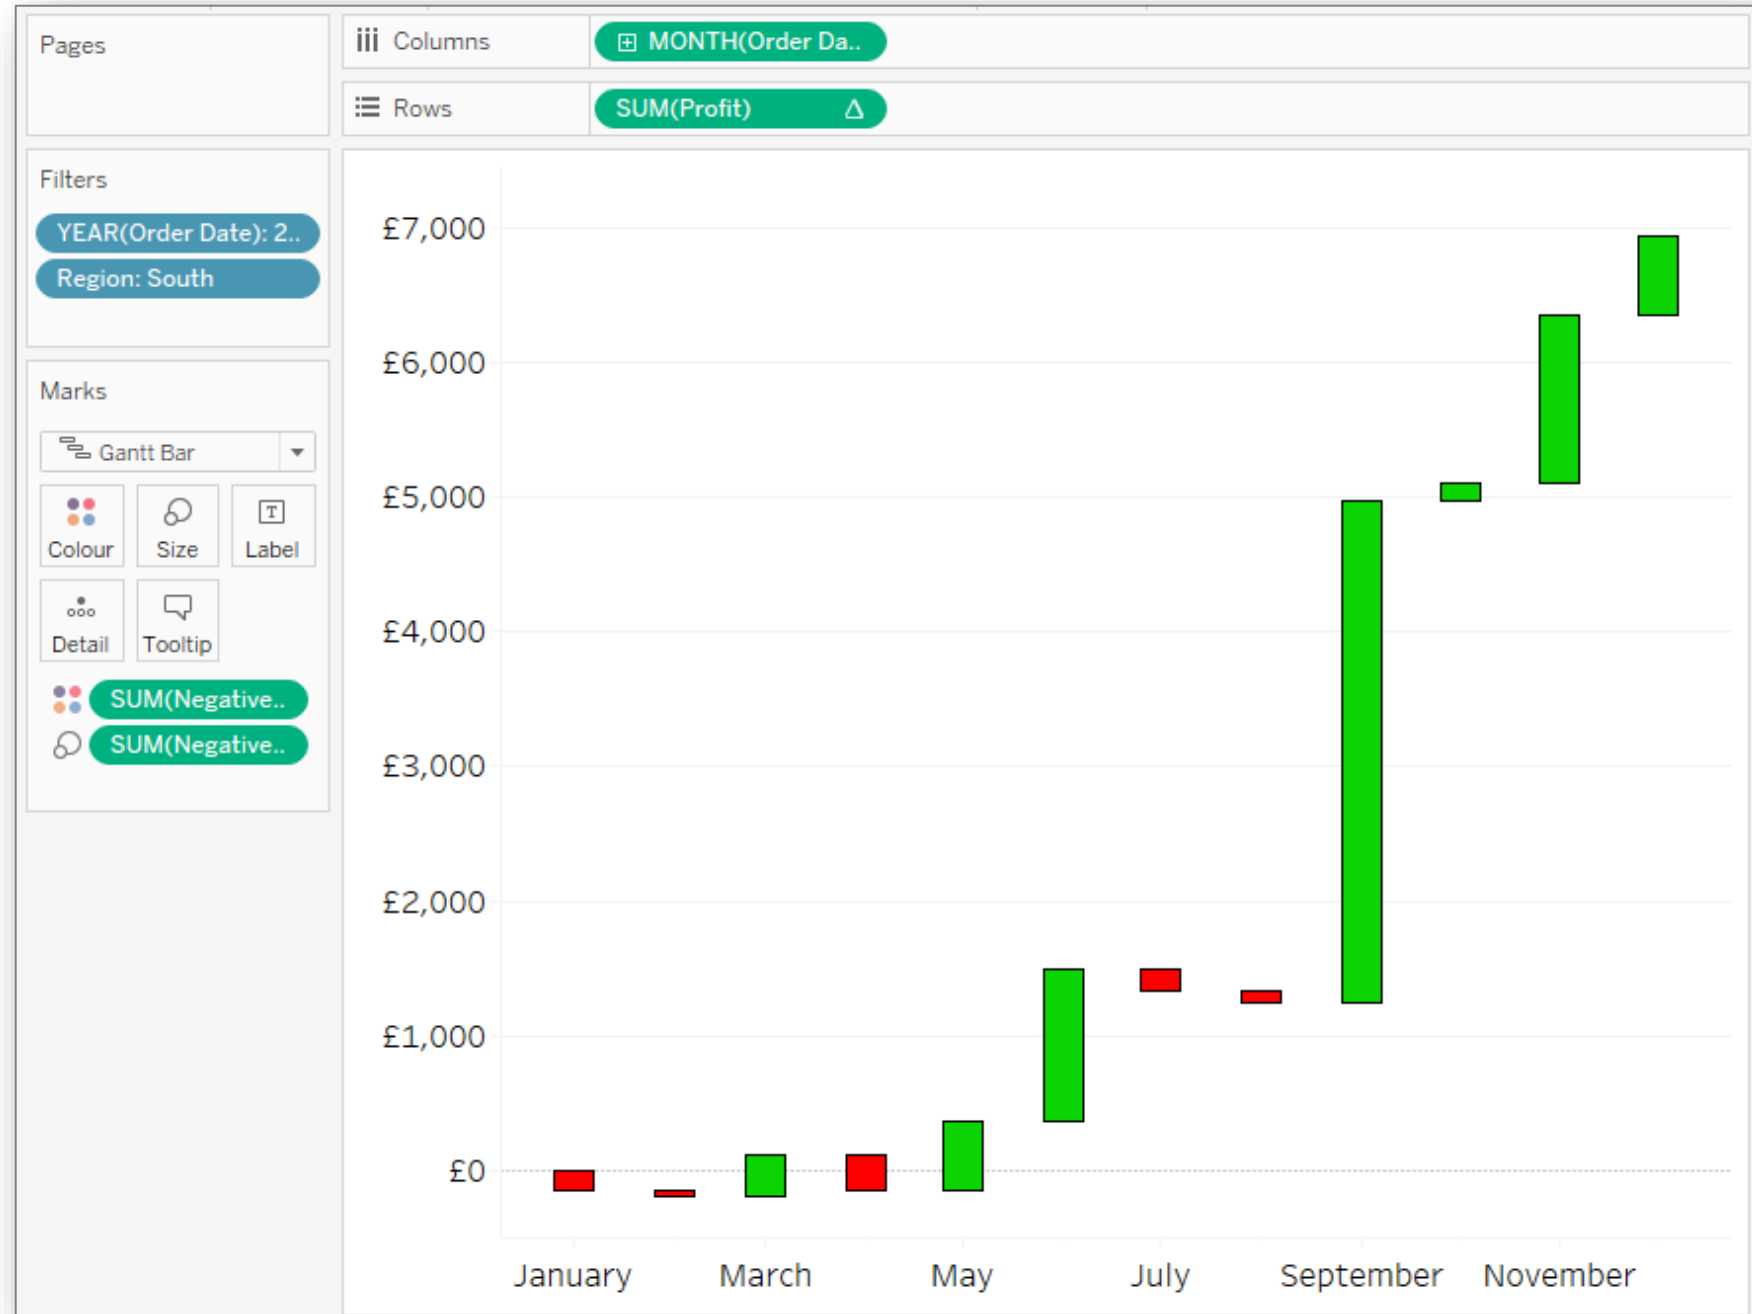 Pages
Columns
MONTH(Order Da..
Rows
SUM(Profit)
Filters
YEAR(Order Date): 2..
Region: South
Marks
Gantt Bar
Colour
Size
T
Label
Detail
Tooltip
SUM(Negative..
SUM(Negative..
£7,000
£6,000
£5,000
£4,000
£3,000
£2,000
£1,000
£0
January March May July September November